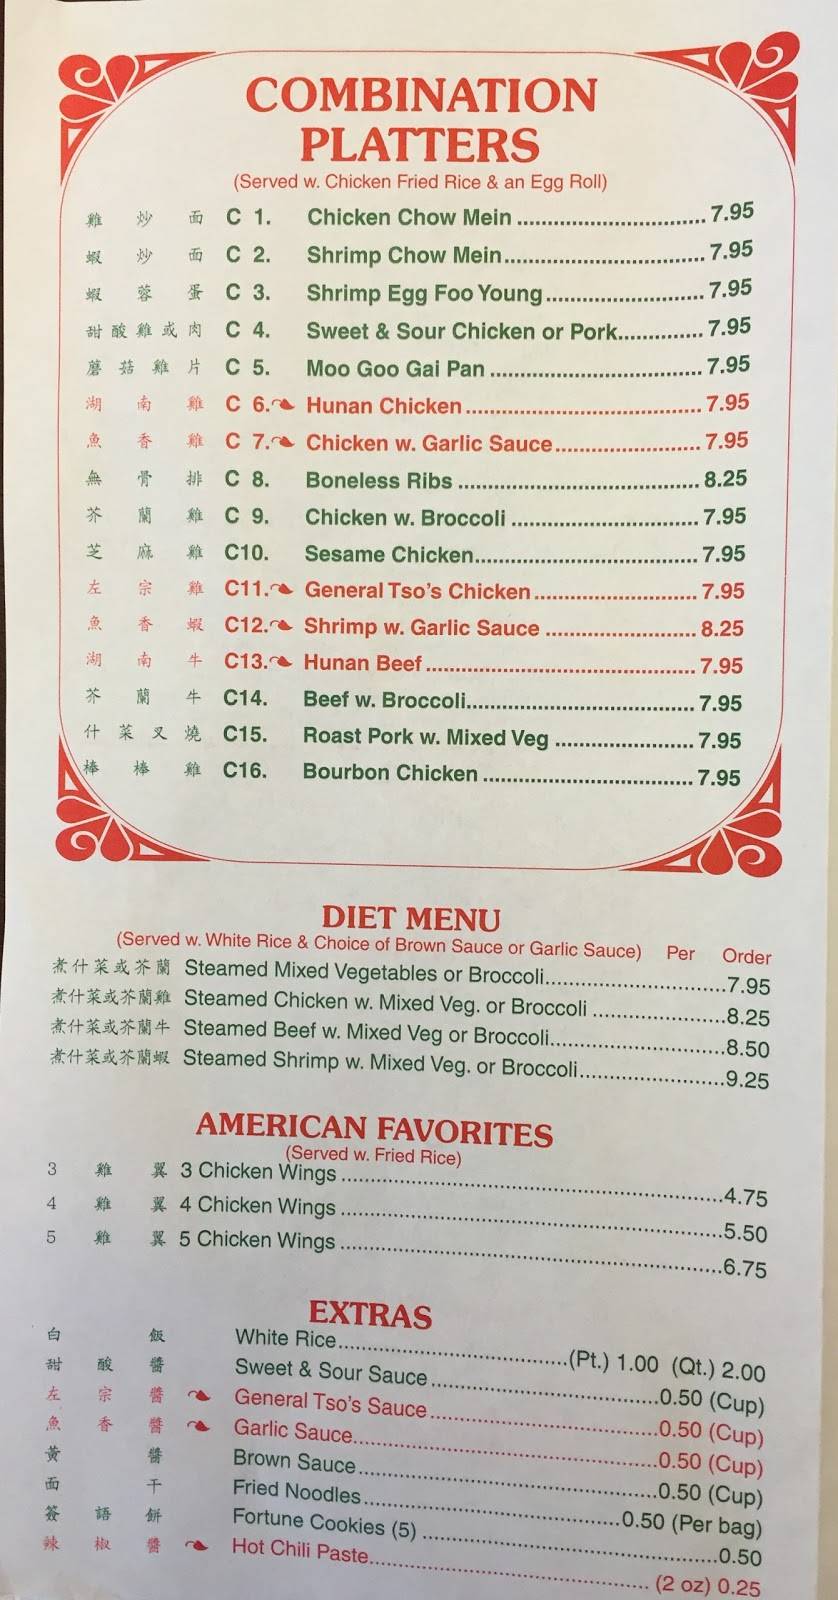 COMBINATION
PLATTERS
(Served w. Chicken Fried Rice & an Egg Roll)
雞炒面 C 1. Chicken Chow Mein 7.95
蝦炒面 C 2. Shrimp Chow Mein 7.95
蝦蓉蛋 C 3. Shrimp Egg Foo Young 7.95
甜酸雞或肉 C 4. Sweet & Sour Chicken or Pork 7.95
蘑菇雞片 C 5. Moo Goo Gai Pan 7.95
湖南雞 C 6. Hunan Chicken 7.95
魚香雞 C 7. Chicken w. Garlic Sauce 7.95
無骨排 C 8. Boneless Ribs 8.25
芥蘭雞 C 9. Chicken w. Broccoli 7.95
芝麻雞 C10. Sesame Chicken 7.95
左宗雞 C11. General Tso's Chicken 7.95
魚香蝦 C12. Shrimp w. Garlic Sauce 8.25
湖南牛 C13. Hunan Beef 7.95
芥蘭牛 C14. Beef w. Broccoli 7.95
什菜叉燒 C15. Roast Pork w. Mixed Veg 7.95
棒棒雞 C16. Bourbon Chicken 7.95
DIET MENU
(Served w. White Rice & Choice of Brown Sauce or Garlic Sauce) Per Order
煮什菜或芥蘭 Steamed Mixed Vegetables or Broccoli 7.95
煮什菜或芥蘭雞 Steamed Chicken w. Mixed Veg. or Broccoli 8.25
煮什菜或芥蘭牛 Steamed Beef w. Mixed Veg or Broccoli 8.50
煮什菜或芥蘭蝦 Steamed Shrimp w. Mixed Veg. or Broccoli 9.25
AMERICAN FAVORITES
(Served w. Fried Rice)
3 雞翼 3 Chicken Wings 4.75
4 雞翼 4 Chicken Wings 5.50
5 雞翼 5 Chicken Wings 6.75
EXTRAS
白飯 White Rice (Pt.) 1.00 (Qt.) 2.00
甜酸醬 Sweet & Sour Sauce 0.50 (Cup)
左宗醬 General Tso's Sauce 0.50 (Cup)
魚香醬 Garlic Sauce 0.50 (Cup)
黃醬 Brown Sauce 0.50 (Cup)
面干 Fried Noodles 0.50 (Per bag)
簽語餅 Fortune Cookies (5) 0.50
辣椒醬 Hot Chili Paste (2 oz) 0.25